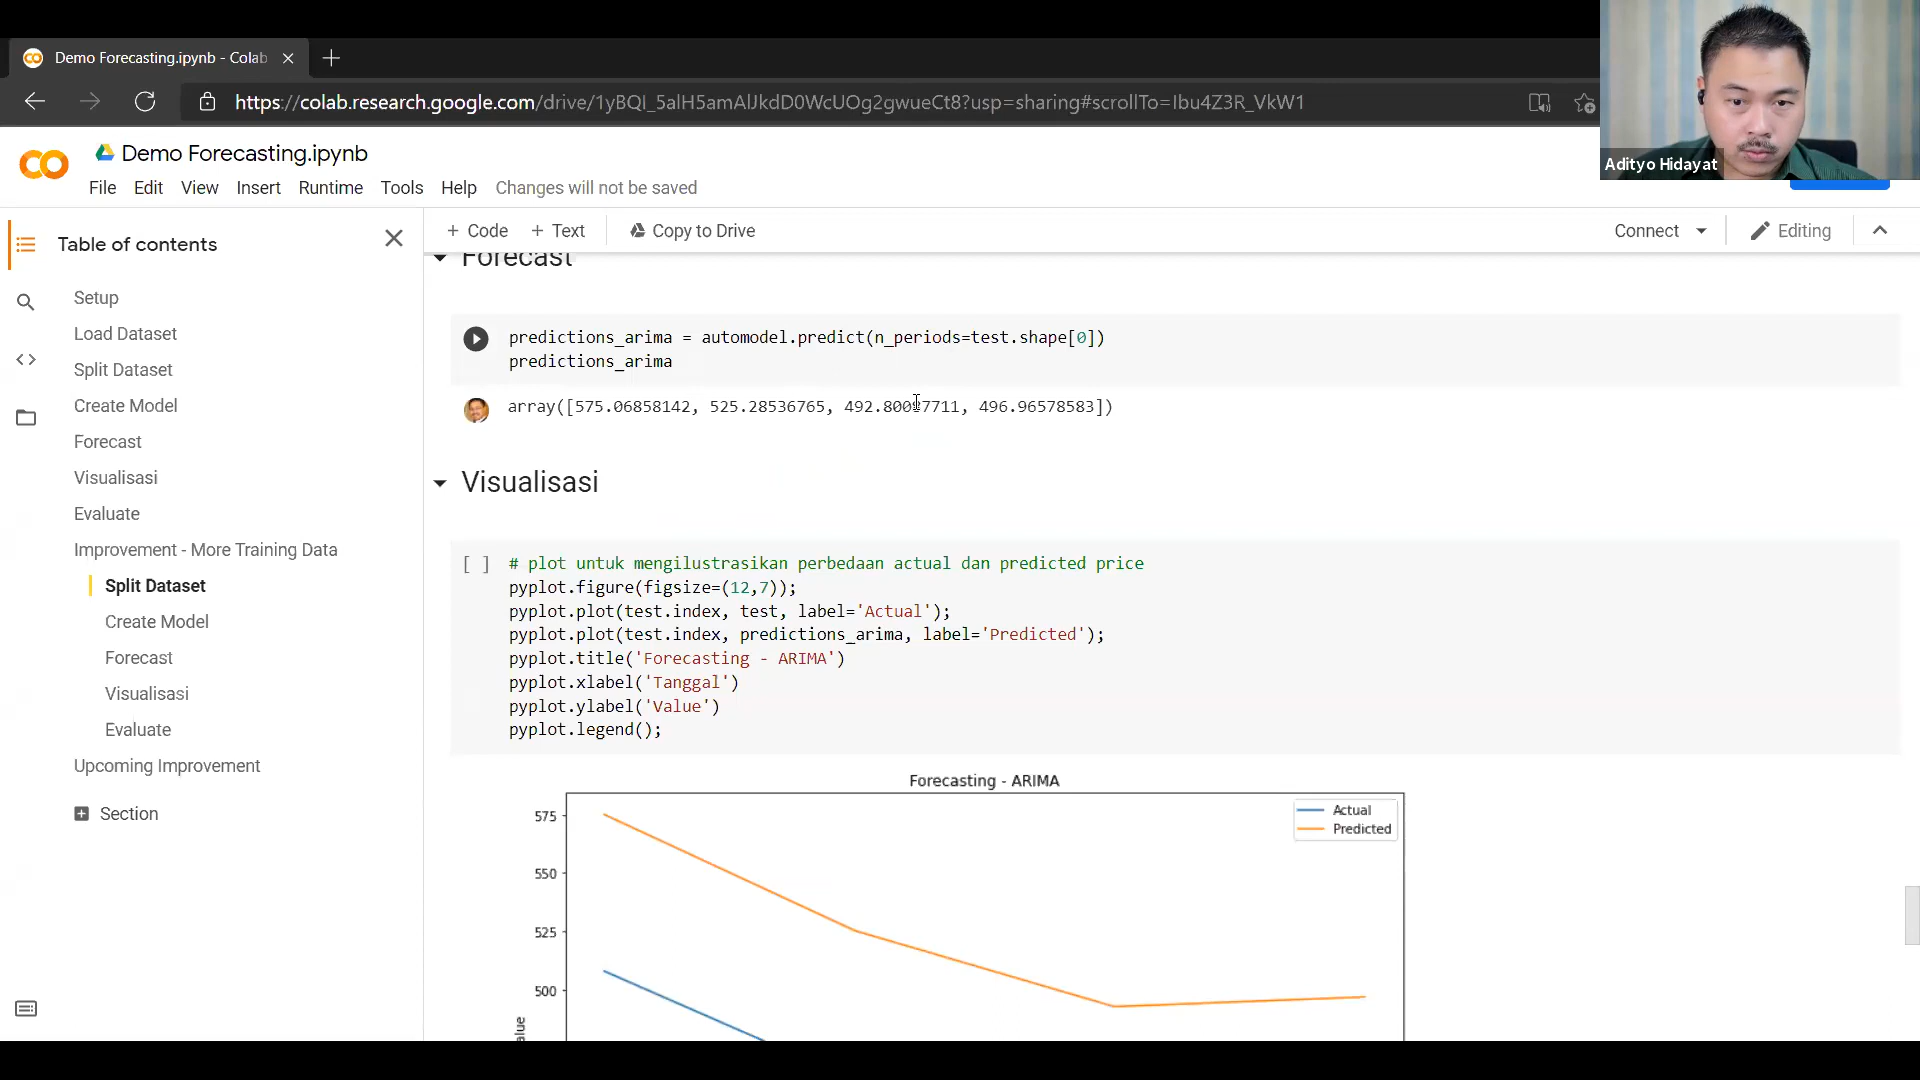 Demo Forecasting.ipynb - Colab
https://colab.research.google.com/drive/1yBQI_5alH5amAlJkdD0WcUOg2gwueCt8?usp=sharing#scrollTo=Ibu4Z3R_VkW1
Adityo Hidayat
Demo Forecasting.ipynb
File Edit View Insert Runtime Tools Help Changes will not be saved
Table of contents
+ Code + Text Copy to Drive
Connect Editing
Setup
Load Dataset
Split Dataset
Create Model
Forecast
Visualisasi
Evaluate
Improvement - More Training Data
Split Dataset
Create Model
Forecast
Visualisasi
Evaluate
Upcoming Improvement
Section
Forecast
predictions_arima = automodel.predict(n_periods=test.shape[0])
predictions_arima
array([575.06858142, 525.28536765, 496.96578583])
Visualisasi
[ ] # plot untuk mengilustrasikan perbedaan actual dan predicted price
pyplot.figure(figsize=(12,7));
pyplot.plot(test.index, test, label='Actual');
pyplot.plot(test.index, predictions_arima, label='Predicted');
pyplot.title('Forecasting - ARIMA')
pyplot.xlabel('Tanggal')
pyplot.ylabel('Value')
pyplot.legend();
Forecasting - ARIMA
Actual
Predicted
575
550
525
500